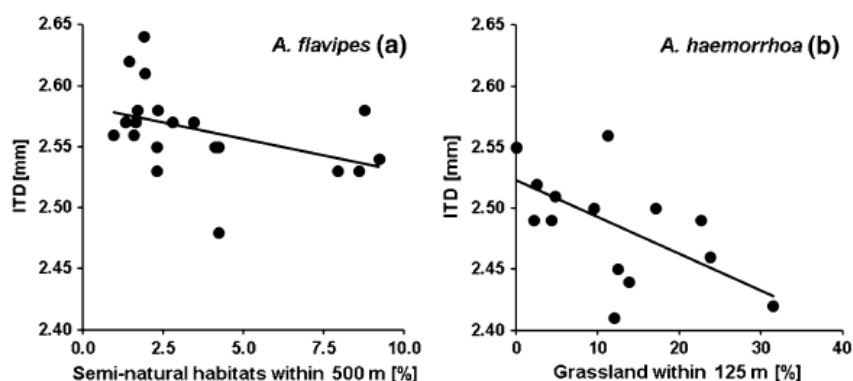 A. flavipes (a)
ITD [mm]
2.65
2.60
2.55
2.50
2.45
2.40
0.0 2.5 5.0 7.5 10.0
Semi-natural habitats within 500 m [%]
A. haemorrhoa (b)
ITD [mm]
2.65
2.60
2.55
2.50
2.45
2.40
0 10 20 30 40
Grassland within 125 m [%]